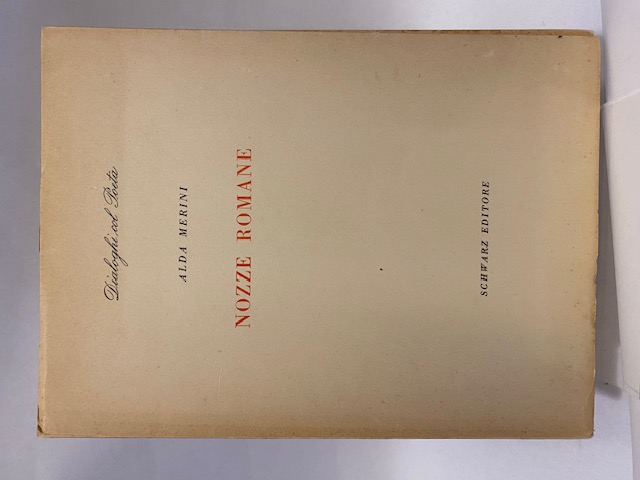 Dialoghi col Poeta
ALDA MERINI
NOZZE ROMANE
SCHWARZ EDITORE